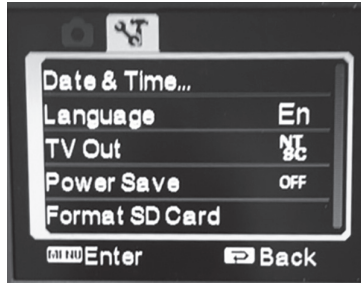 Date & Time...
Language En
TV Out NTSC
Power Save OFF
Format SD Card
MENU Enter Back